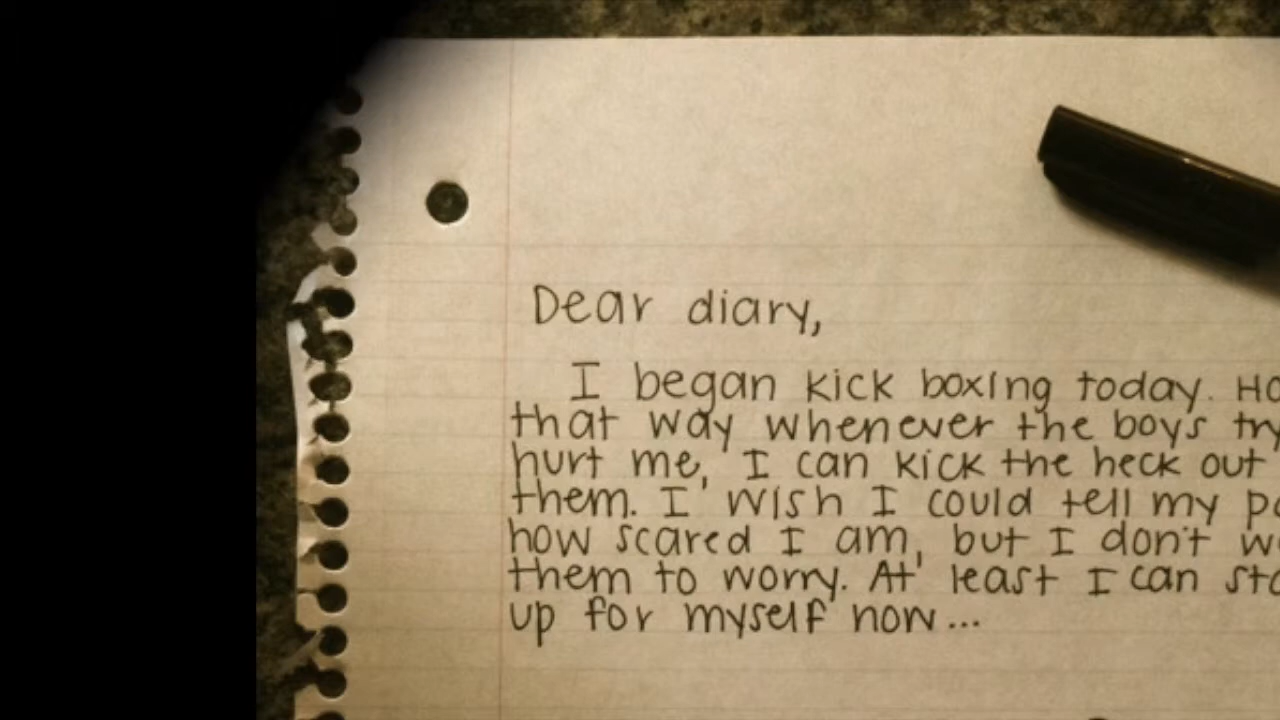 Dear diary,
I began kick boxing today.
that way whenever the boys
hurt me, I can kick the heck out
them. I wish I could tell my
how scared I am, but I don't
them to worry. At least I can
up for myself now...